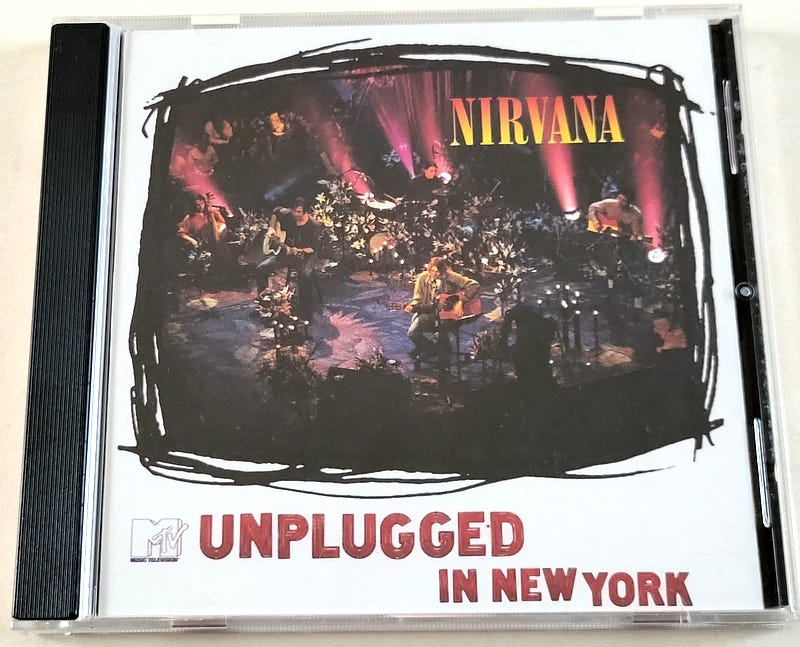 NIRVANA
MTV
MUSIC TELEVISION
UNPLUGGED
IN NEW YORK